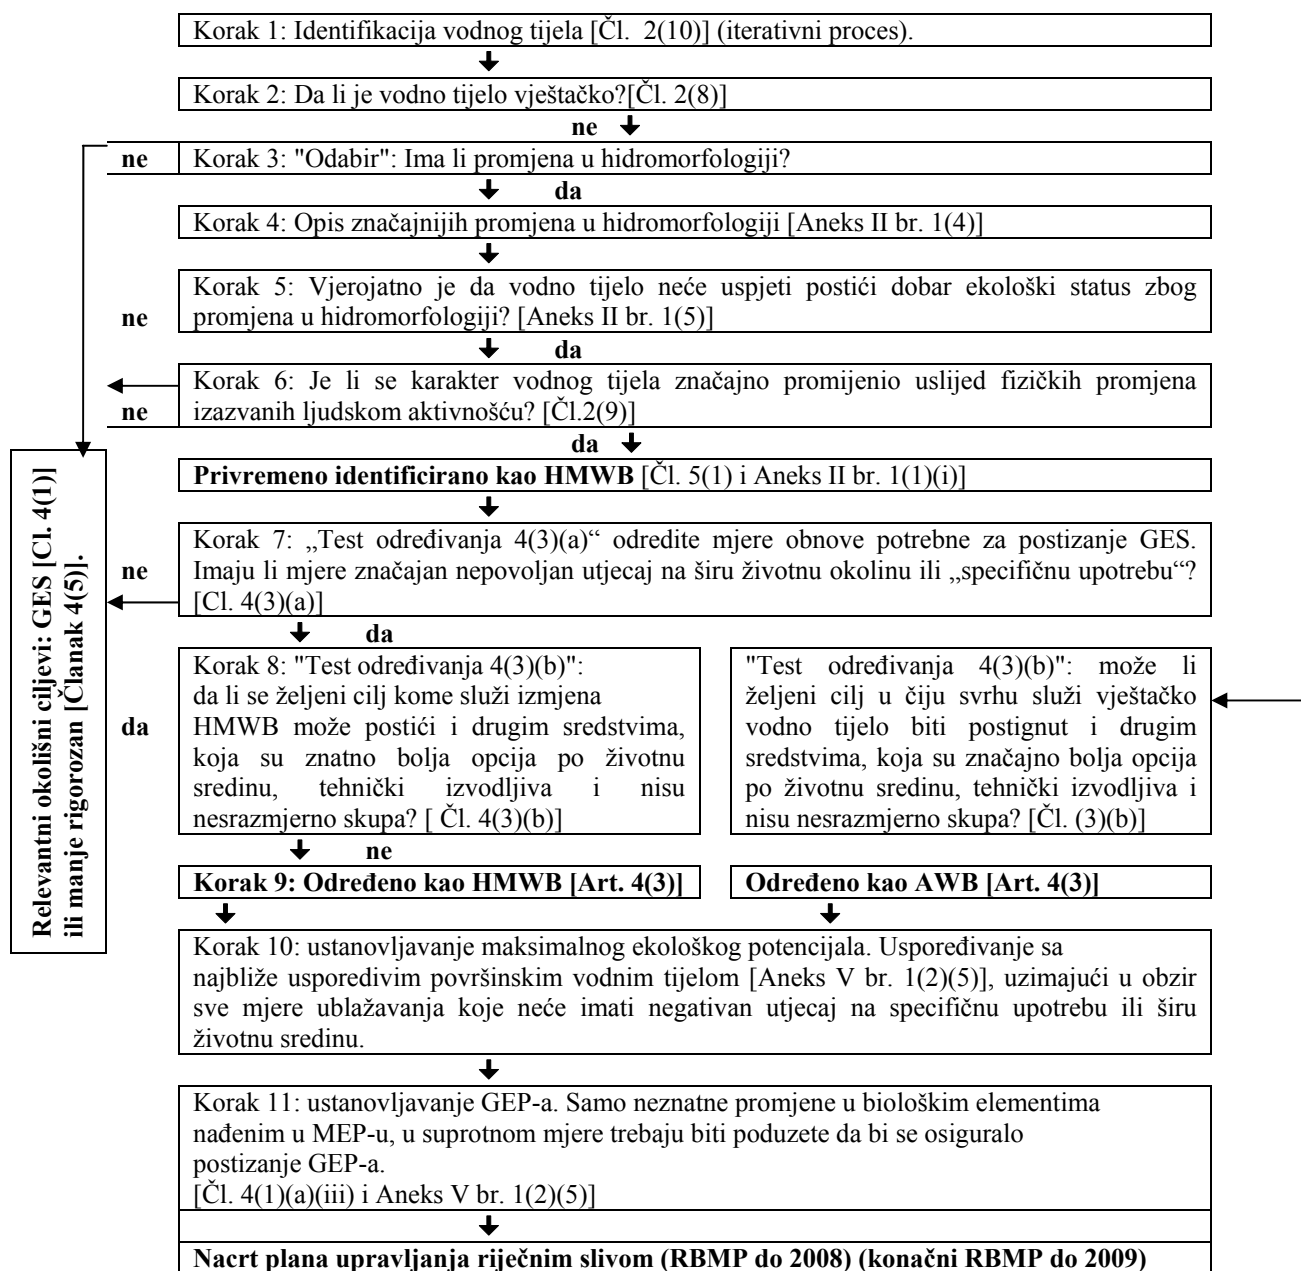 Korak 1: Identifikacija vodnog tijela [Čl. 2(10)] (iterativni proces).
Korak 2: Da li je vodno tijelo vještačko?[Čl. 2(8)]
ne
ne
Korak 3: "Odabir": Ima li promjena u hidromorfologiji?
da
Korak 4: Opis značajnijih promjena u hidromorfologiji [Aneks II br. 1(4)]
Korak 5: Vjerojatno je da vodno tijelo neće uspjeti postići dobar ekološki status zbog
ne
promjena u hidromorfologiji? [Aneks II br. 1(5)]
da
Korak 6: Je li se karakter vodnog tijela značajno promijenio uslijed fizičkih promjena
ne
izazvanih ljudskom aktivnošću? [Čl.2(9)]
da
Privremeno identificirano kao HMWB [Čl. 5(1) i Aneks II br. 1(1)(i)]
Korak 7: „Test određivanja 4(3)(a)“ odredite mjere obnove potrebne za postizanje GES.
ne
Imaju li mjere značajan nepovoljan utjecaj na širu životnu okolinu ili „specifičnu upotrebu“?
[Cl. 4(3)(a)]
da
Relevantni okolišni ciljevi: GES [Cl. 4(1)]
ili manje rigorozan [Članak 4(5)].
Korak 8: "Test određivanja 4(3)(b)":
da li se željeni cilj kome služi izmjena
da
HMWB može postići i drugim sredstvima,
koja su znatno bolja opcija po životnu
sredinu, tehnički izvodljiva i nisu
nesrazmjerno skupa? [ Čl. 4(3)(b)]
"Test određivanja 4(3)(b)": može li
željeni cilj u čiju svrhu služi vještačko
vodno tijelo biti postignut i drugim
sredstvima, koja su značajno bolja opcija
po životnu sredinu, tehnički izvodljiva i
nisu nesrazmjerno skupa? [Čl. (3)(b)]
ne
Korak 9: Određeno kao HMWB [Art. 4(3]
Određeno kao AWB [Art. 4(3]
Korak 10: ustanovljavanje maksimalnog ekološkog potencijala. Uspoređivanje sa
najbliže usporedivim površinskim vodnim tijelom [Aneks V br. 1(2)(5)], uzimajući u obzir
sve mjere ublažavanja koje neće imati negativan utjecaj na specifičnu upotrebu ili širu
životnu sredinu.
Korak 11: ustanovljavanje GEP-a. Samo neznatne promjene u biološkim elementima
nađenim u MEP-u, u suprotnom mjere trebaju biti poduzete da bi se osiguralo
postizanje GEP-a.
[Čl. 4(1)(a)(iii) i Aneks V br. 1(2)(5)]
Nacrt plana upravljanja riječnim slivom (RBMP do 2008) (konačni RBMP do 2009)